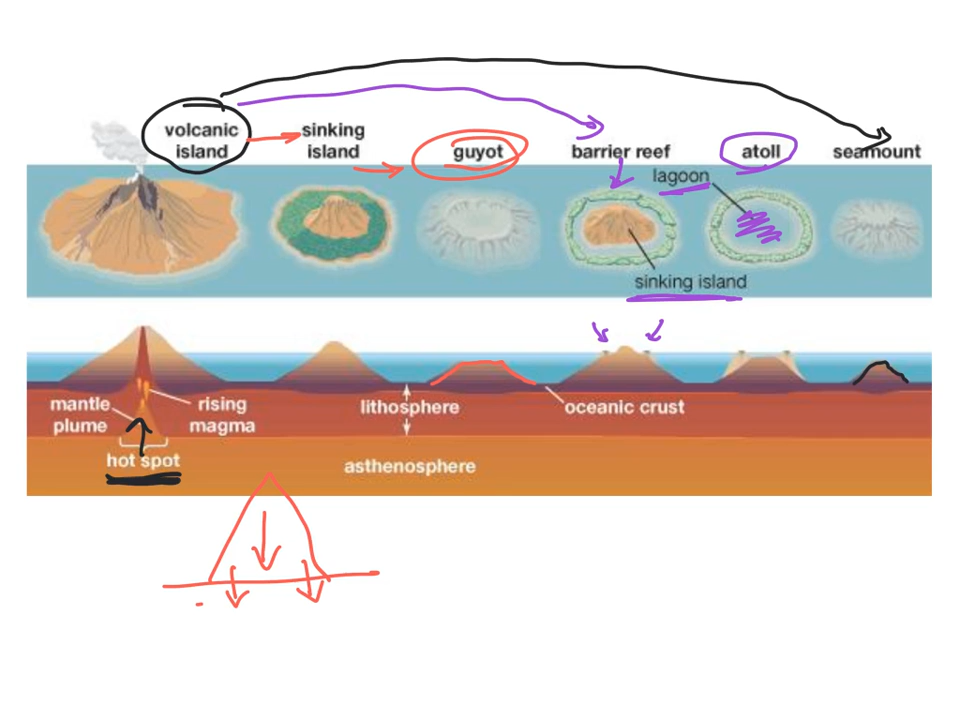 volcanic
island
sinking
island
guyot
barrier reef
atoll
seamount
lagoon
sinking island
mantle
plume
rising
magma
hot spot
lithosphere
oceanic crust
asthenosphere